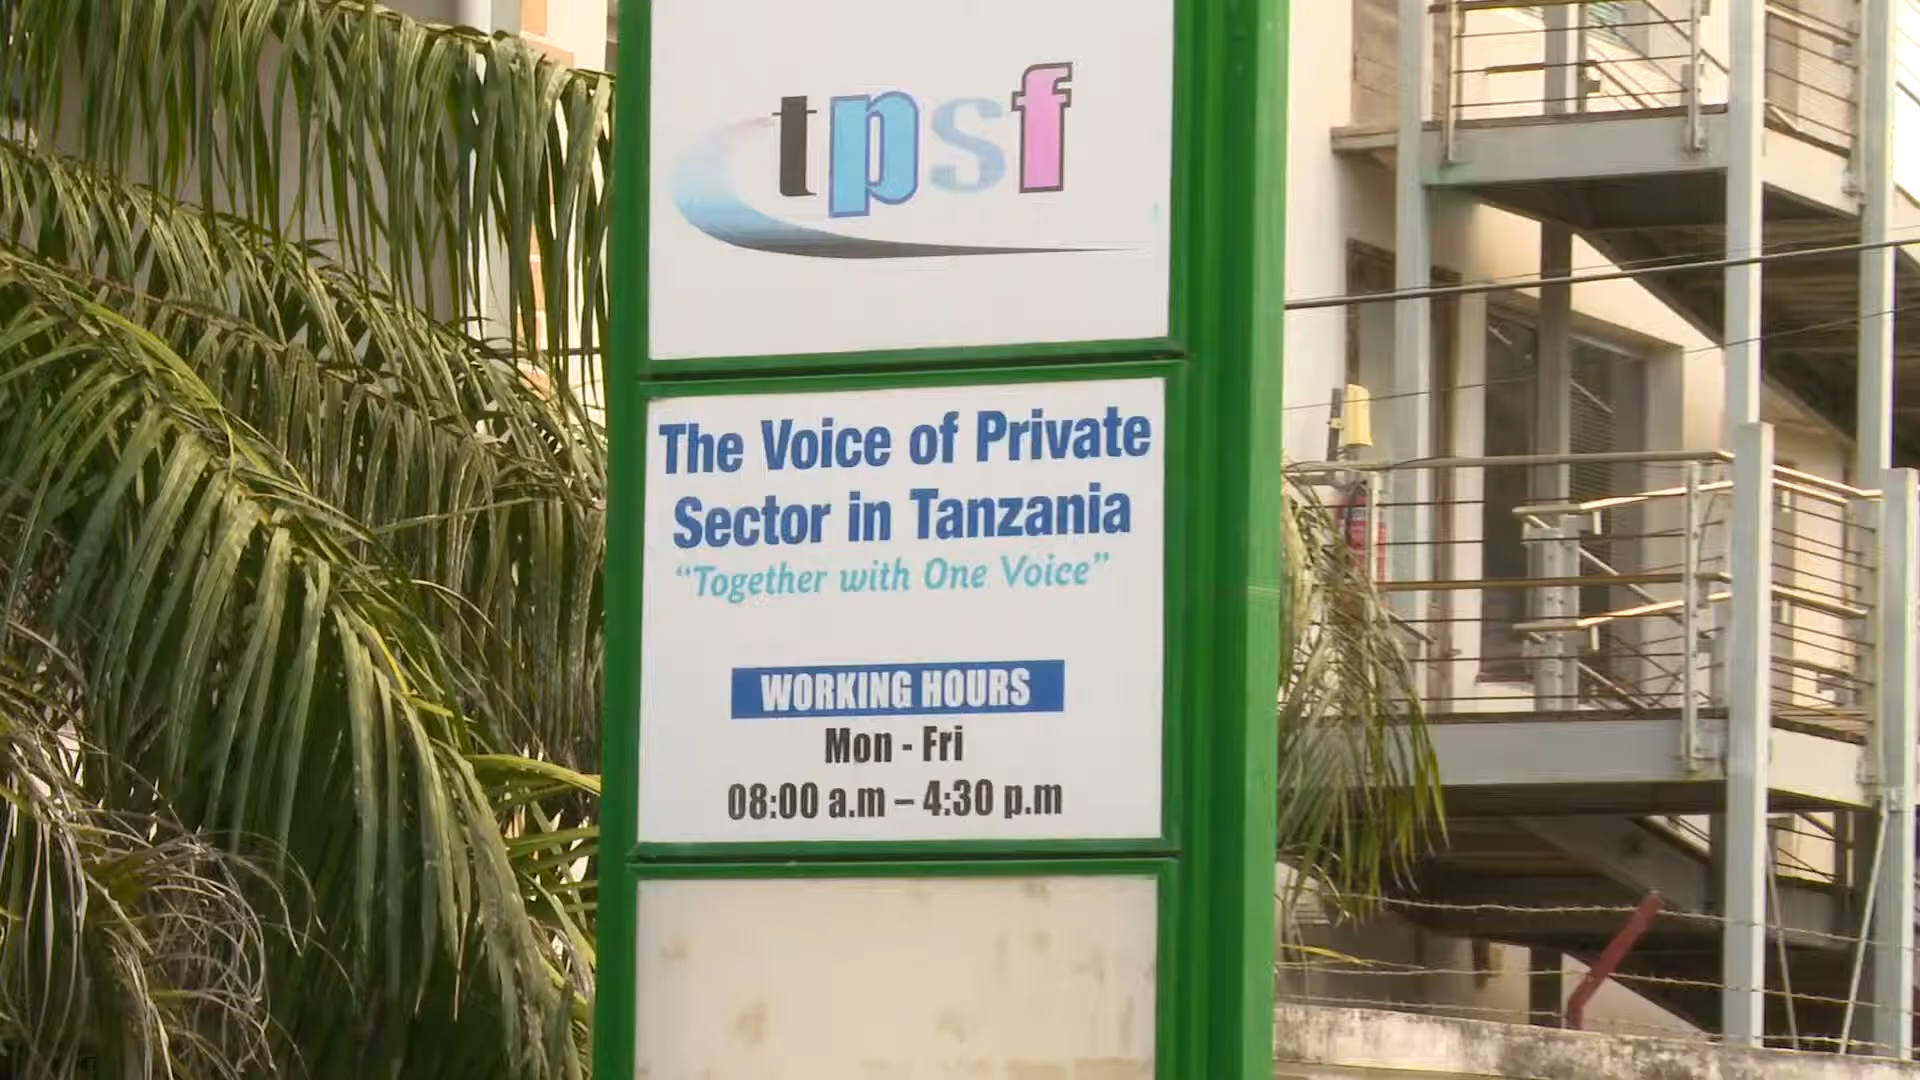 tpsf
The Voice of Private
Sector in Tanzania
“Together with One Voice”
WORKING HOURS
Mon - Fri
08:00 a.m – 4:30 p.m